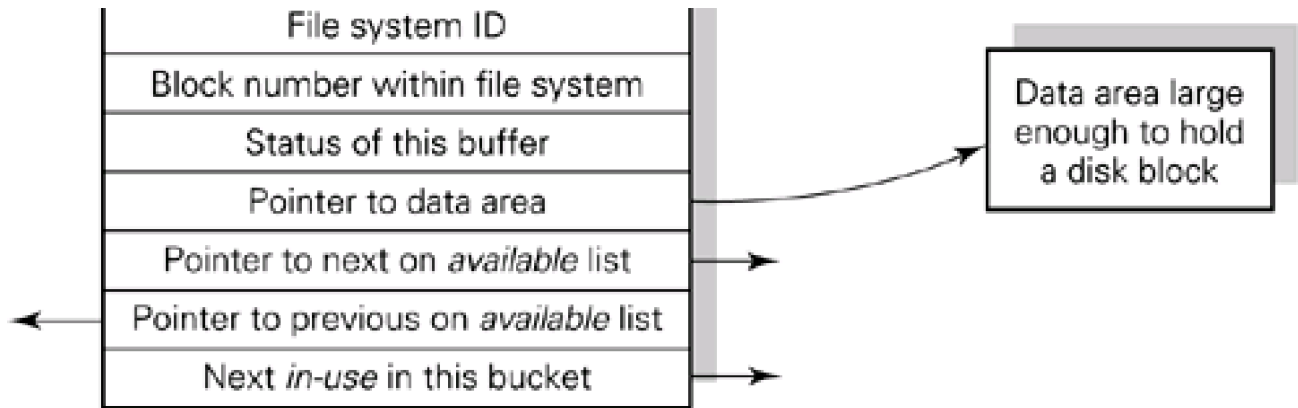 File system ID
Block number within file system
Status of this buffer
Pointer to data area
Pointer to next on available list
Pointer to previous on available list
Next in-use in this bucket
Data area large
enough to hold
a disk block